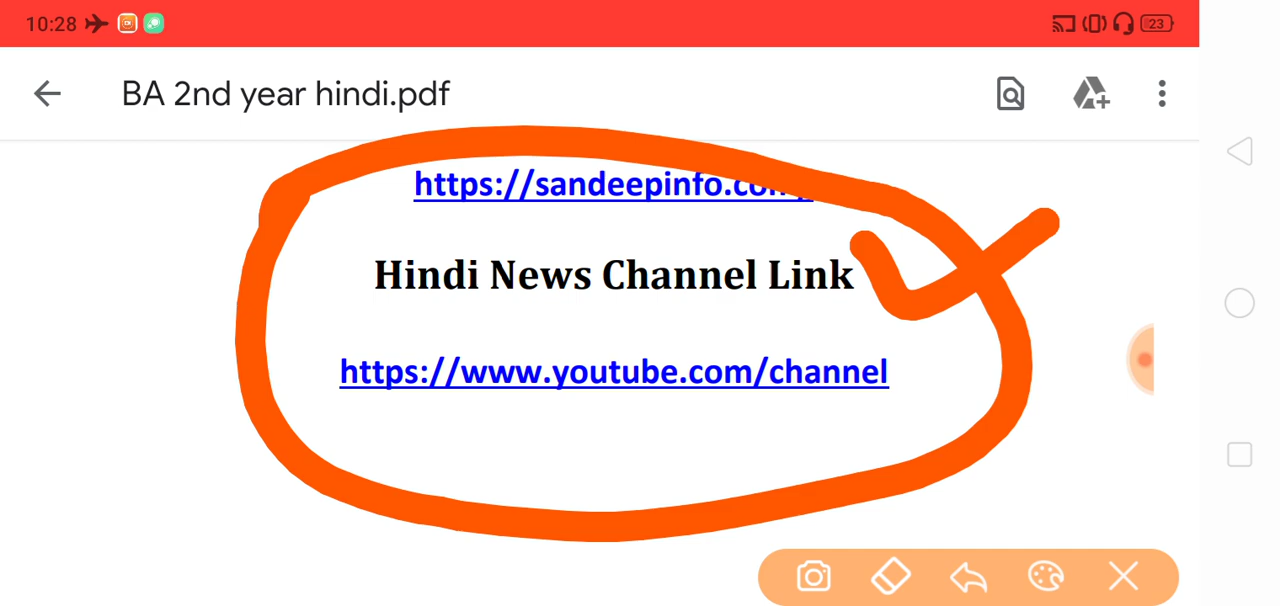 10:28
23
BA 2nd year hindi.pdf
https://sandeepinfo.com/
Hindi News Channel Link
https://www.youtube.com/channel